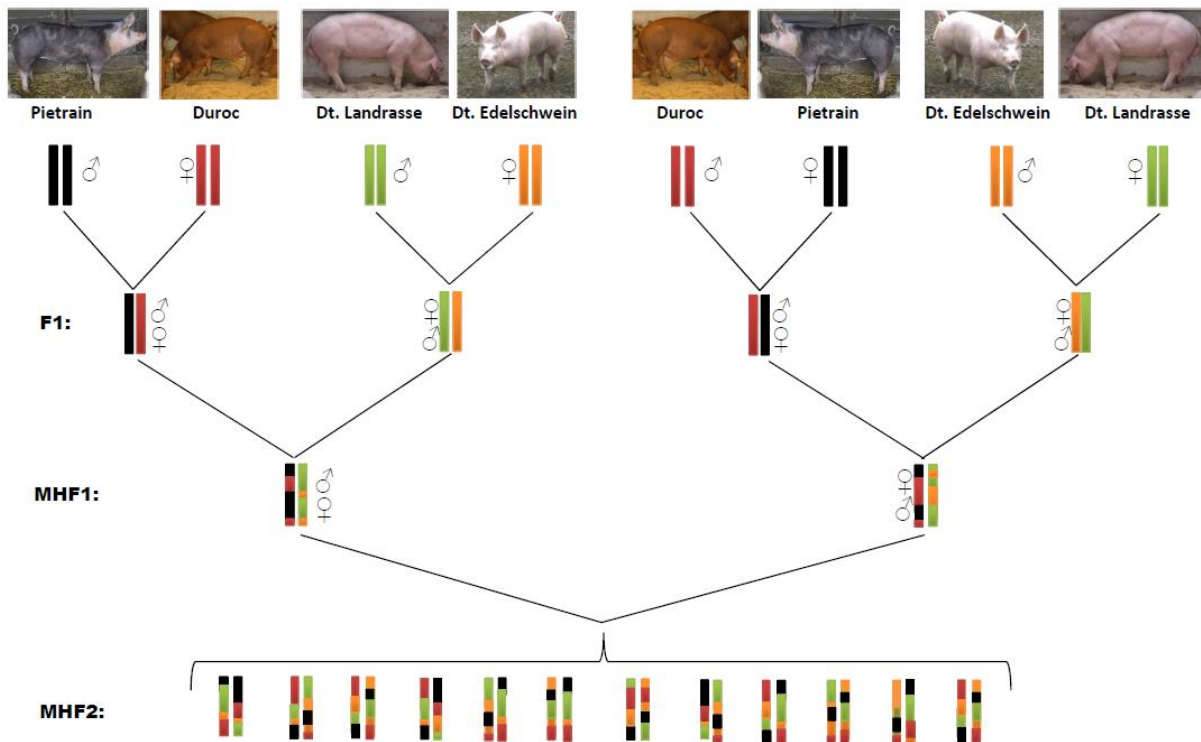 Pietrain Duroc Dt. Landrasse Dt. Edelschwein Duroc Pietrain Dt. Edelschwein Dt. Landrasse
♂ ♀ ♂ ♀ ♂ ♀ ♂ ♀
F1: ♂ ♀ ♂ ♀
♀ ♂ ♀ ♂
MHF1: ♂ ♀
♀ ♂
MHF2: